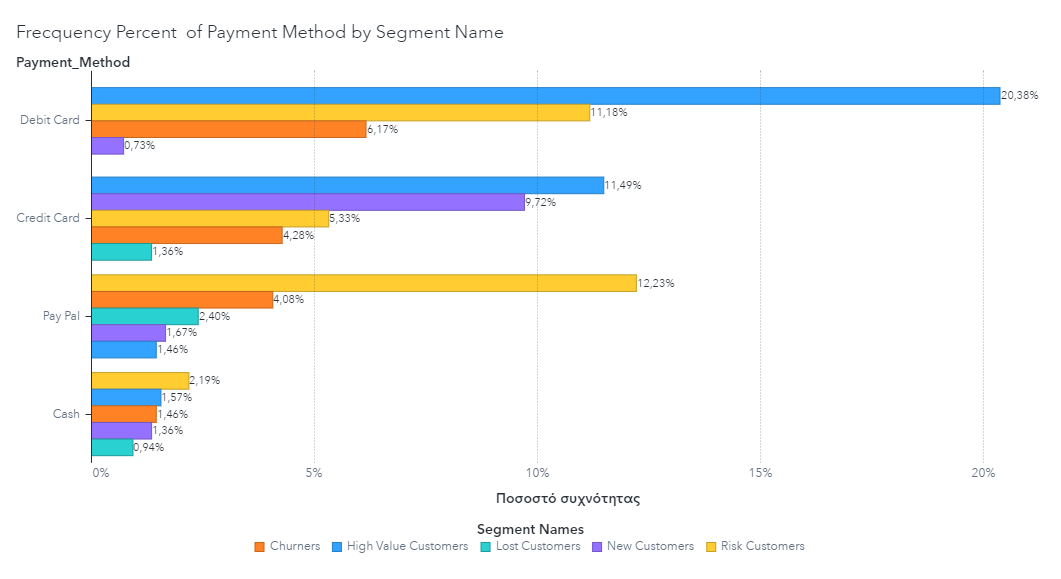 Frecquency Percent  of Payment Method by Segment Name
Payment_Method
Debit Card
20,38%
11,18%
6,17%
0,73%
Credit Card
11,49%
9,72%
5,33%
4,28%
1,36%
Pay Pal
12,23%
4,08%
2,40%
1,67%
1,46%
Cash
2,19%
1,57%
1,46%
1,36%
0,94%
0% 5% 10% 15% 20%
Ποσοστό συχνότητας
Segment Names
Churners High Value Customers Lost Customers New Customers Risk Customers